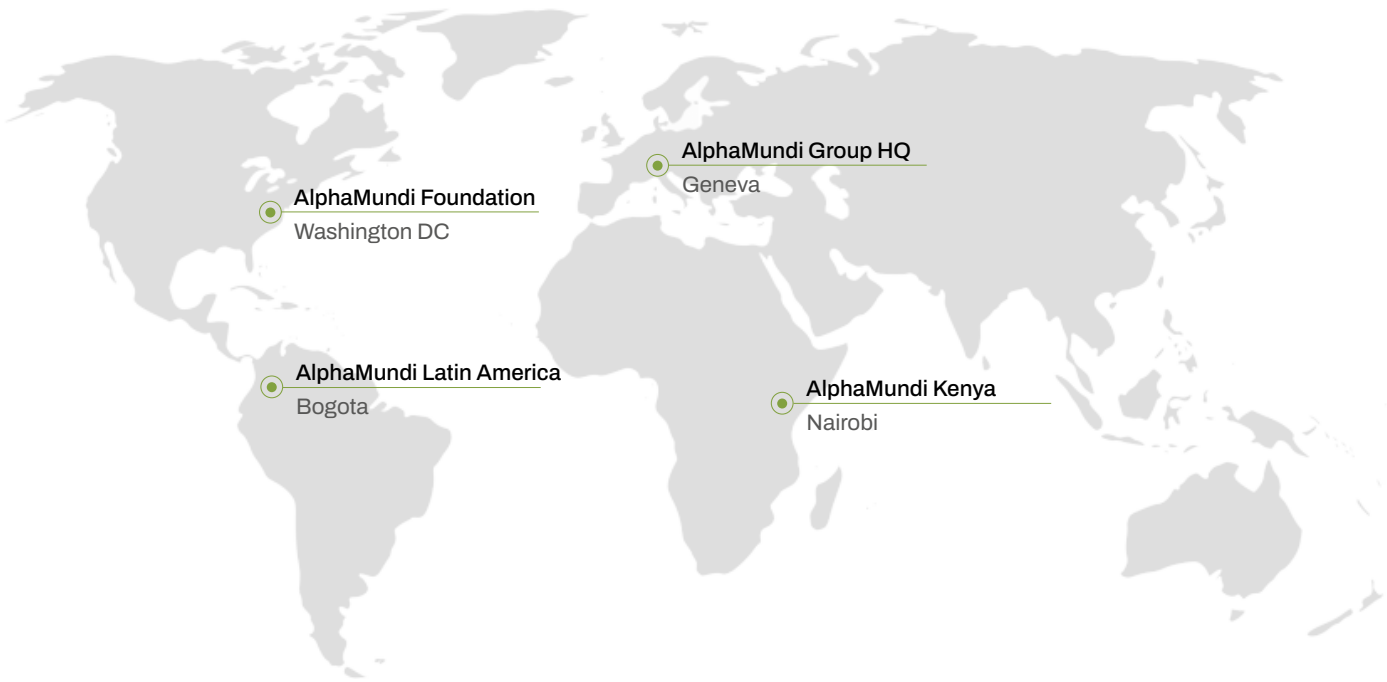 AlphaMundi Group HQ
Geneva
AlphaMundi Foundation
Washington DC
AlphaMundi Latin America
Bogota
AlphaMundi Kenya
Nairobi